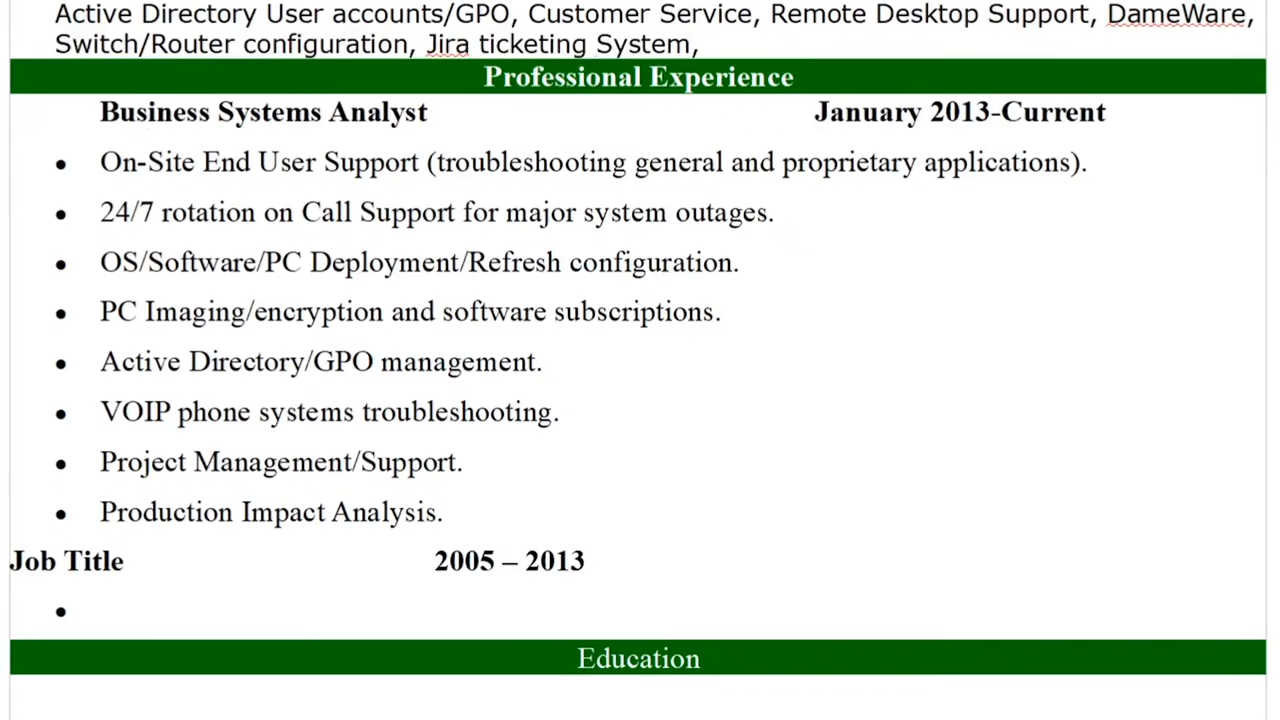 Active Directory User accounts/GPO, Customer Service, Remote Desktop Support, DameWare,
Switch/Router configuration, Jira ticketing System,
Professional Experience
Business Systems Analyst January 2013-Current
• On-Site End User Support (troubleshooting general and proprietary applications).
• 24/7 rotation on Call Support for major system outages.
• OS/Software/PC Deployment/Refresh configuration.
• PC Imaging/encryption and software subscriptions.
• Active Directory/GPO management.
• VOIP phone systems troubleshooting.
• Project Management/Support.
• Production Impact Analysis.
Job Title 2005 – 2013
•
Education